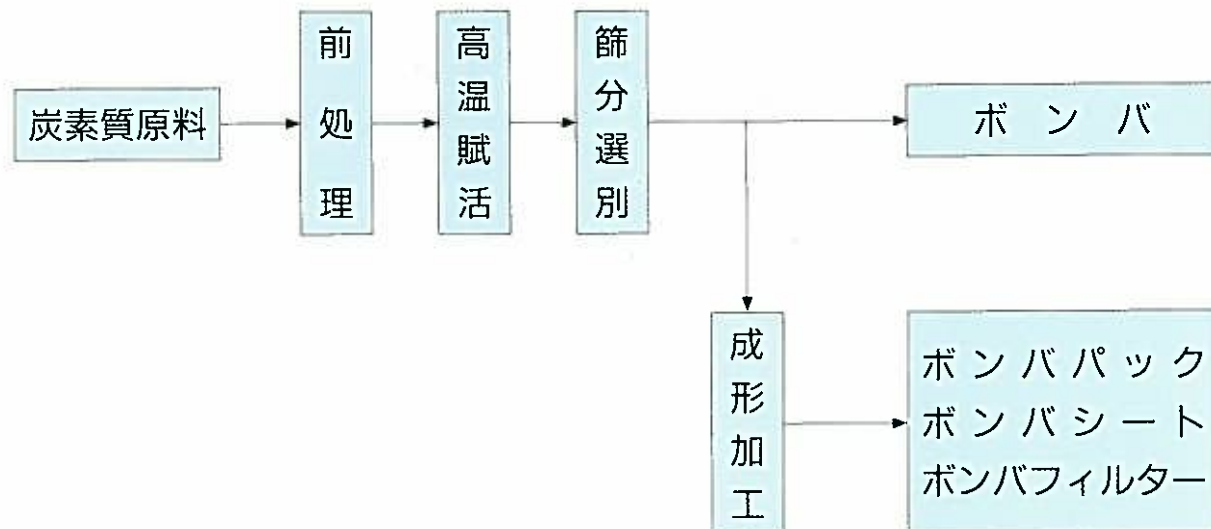 炭素質原料
前処理
高温賦活
篩分選別
ボンバ
成形加工
ボンバパック
ボンバシート
ボンバフィルター